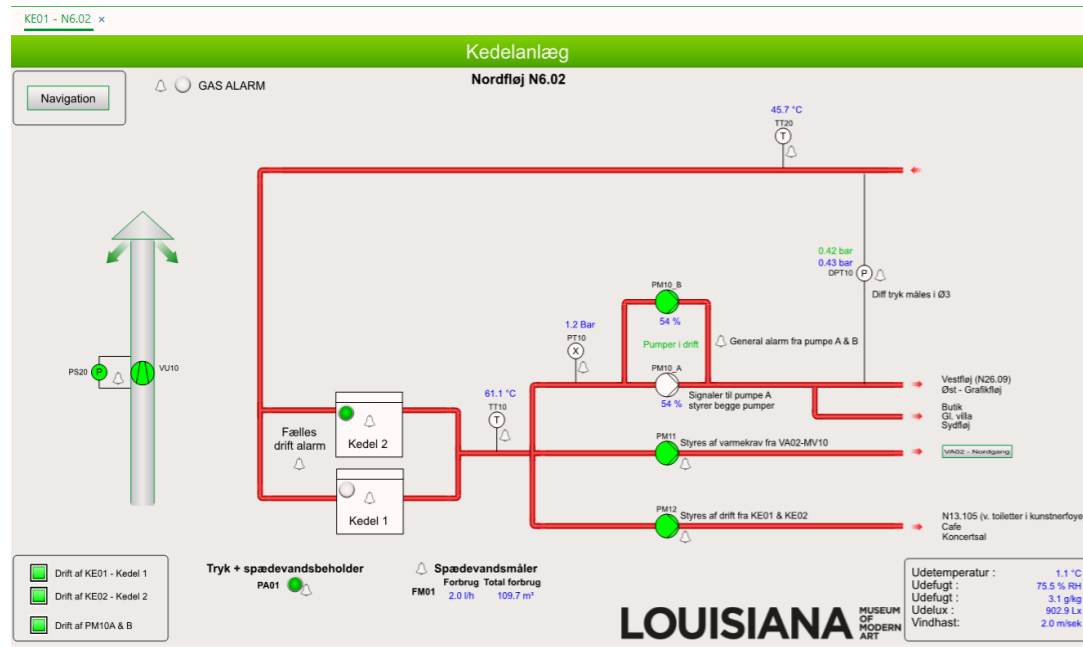 KE01 - N6.02 ×
Kedelanlæg
Nordfløj N6.02
Navigation
GAS ALARM
45.7 °C
TT20
T
0.42 bar
0.43 bar
DPT10
P
Diff tryk måles i Ø3
PM10_B
54 %
1.2 Bar
PT10
X
Pumper i drift
General alarm fra pumpe A & B
PM10_A
54 %
Signaler til pumpe A
styrer begge pumper
PS20
P
VU10
61.1 °C
TT10
T
Vestfløj (N26.09)
Øst - Grafikfløj
Butik
Gl. villa
Sydfløj
Fælles
drift alarm
Kedel 2
PM11
Styres af varmekrav fra VA02-MV10
VA02 - Nordgang
Kedel 1
PM12
Styres af drift fra KE01 & KE02
N13.105 (v. toiletter i kunstnerfoye
Cafe
Koncertsal
Drift af KE01 - Kedel 1
Drift af KE02 - Kedel 2
Drift af PM10A & B
Tryk + spædevandsbeholder
PA01
Spædevandsmåler
Forbrug Total forbrug
FM01 2.0 l/h 109.7 m³
LOUISIANA
MUSEUM
OF
MODERN
ART
Udetemperatur : 1.1 °C
Udefugt : 75.5 % RH
Udefugt : 3.1 g/kg
Udelux : 902.9 Lx
Vindhast: 2.0 m/sek